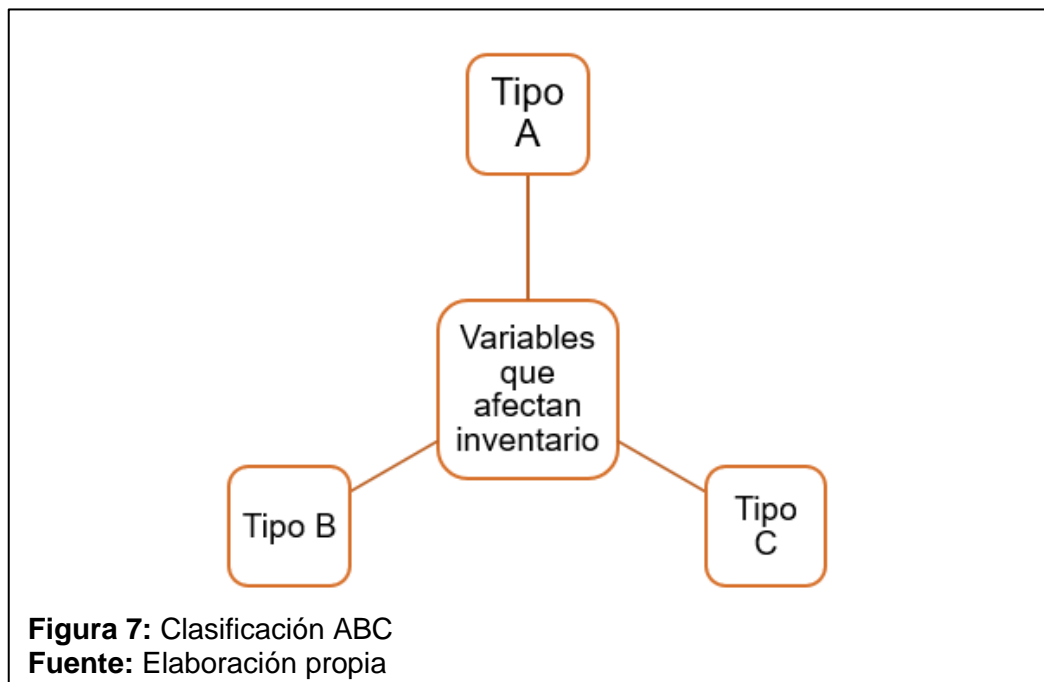 Tipo
A
Variables
que
afectan
inventario
Tipo B
Tipo
C
Figura 7: Clasificación ABC
Fuente: Elaboración propia